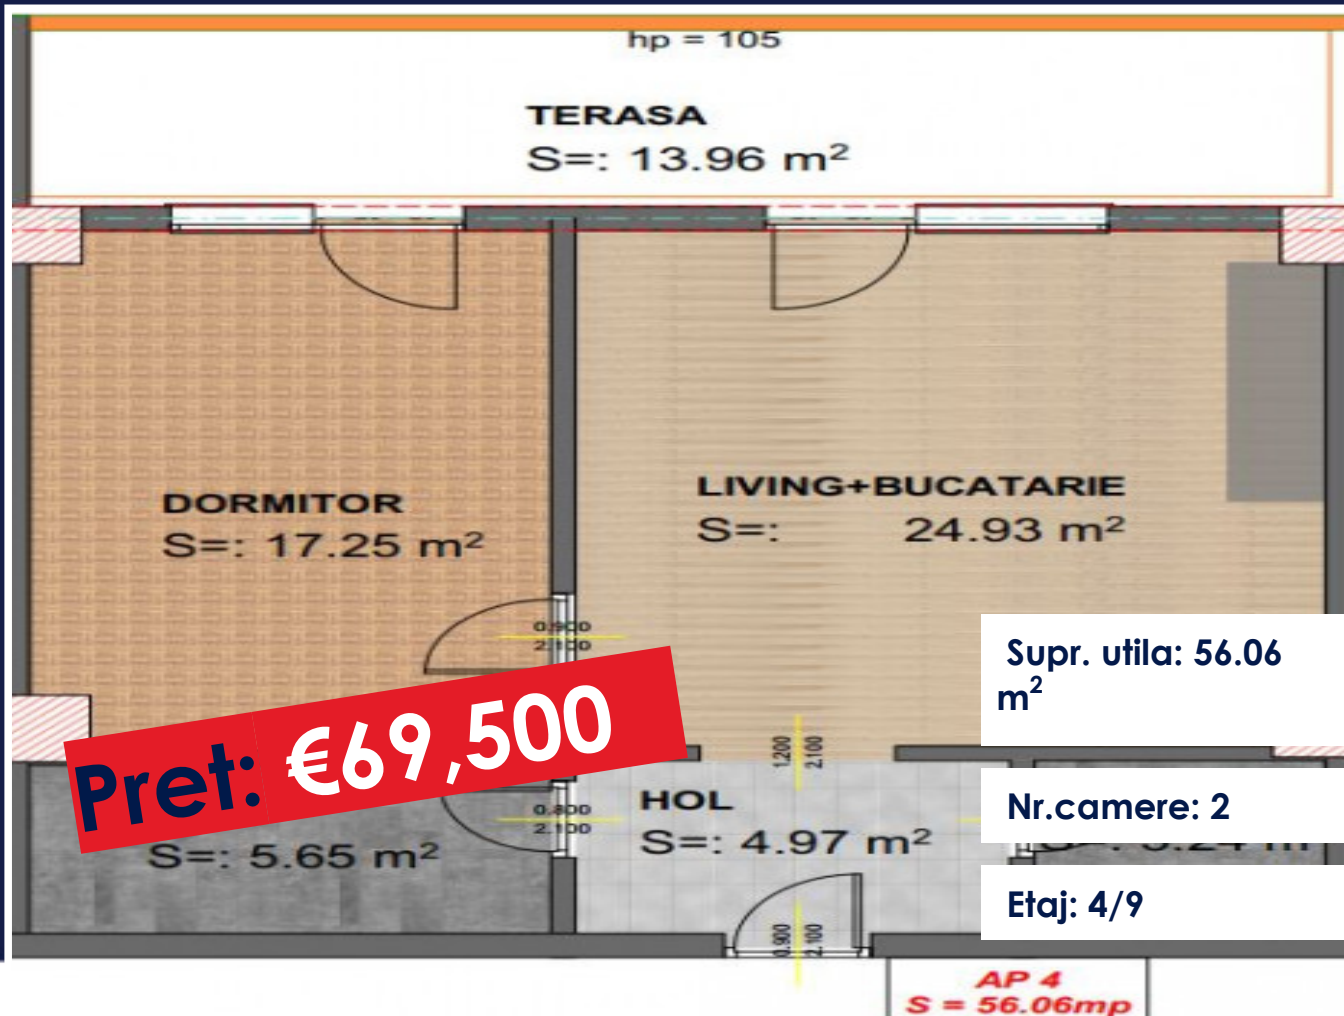 hp = 105
TERASA
S=: 13.96 m²
DORMITOR
S=: 17.25 m²
LIVING+BUCATARIE
S=: 24.93 m²
0.900
2.100
Supr. utila: 56.06
m²
Pret: €69,500
1.200
2.100
HOL
S=: 4.97 m²
0.800
2.100
S=: 5.65 m²
Nr.camere: 2
Etaj: 4/9
0.900
2.100
AP 4
S = 56.06mp